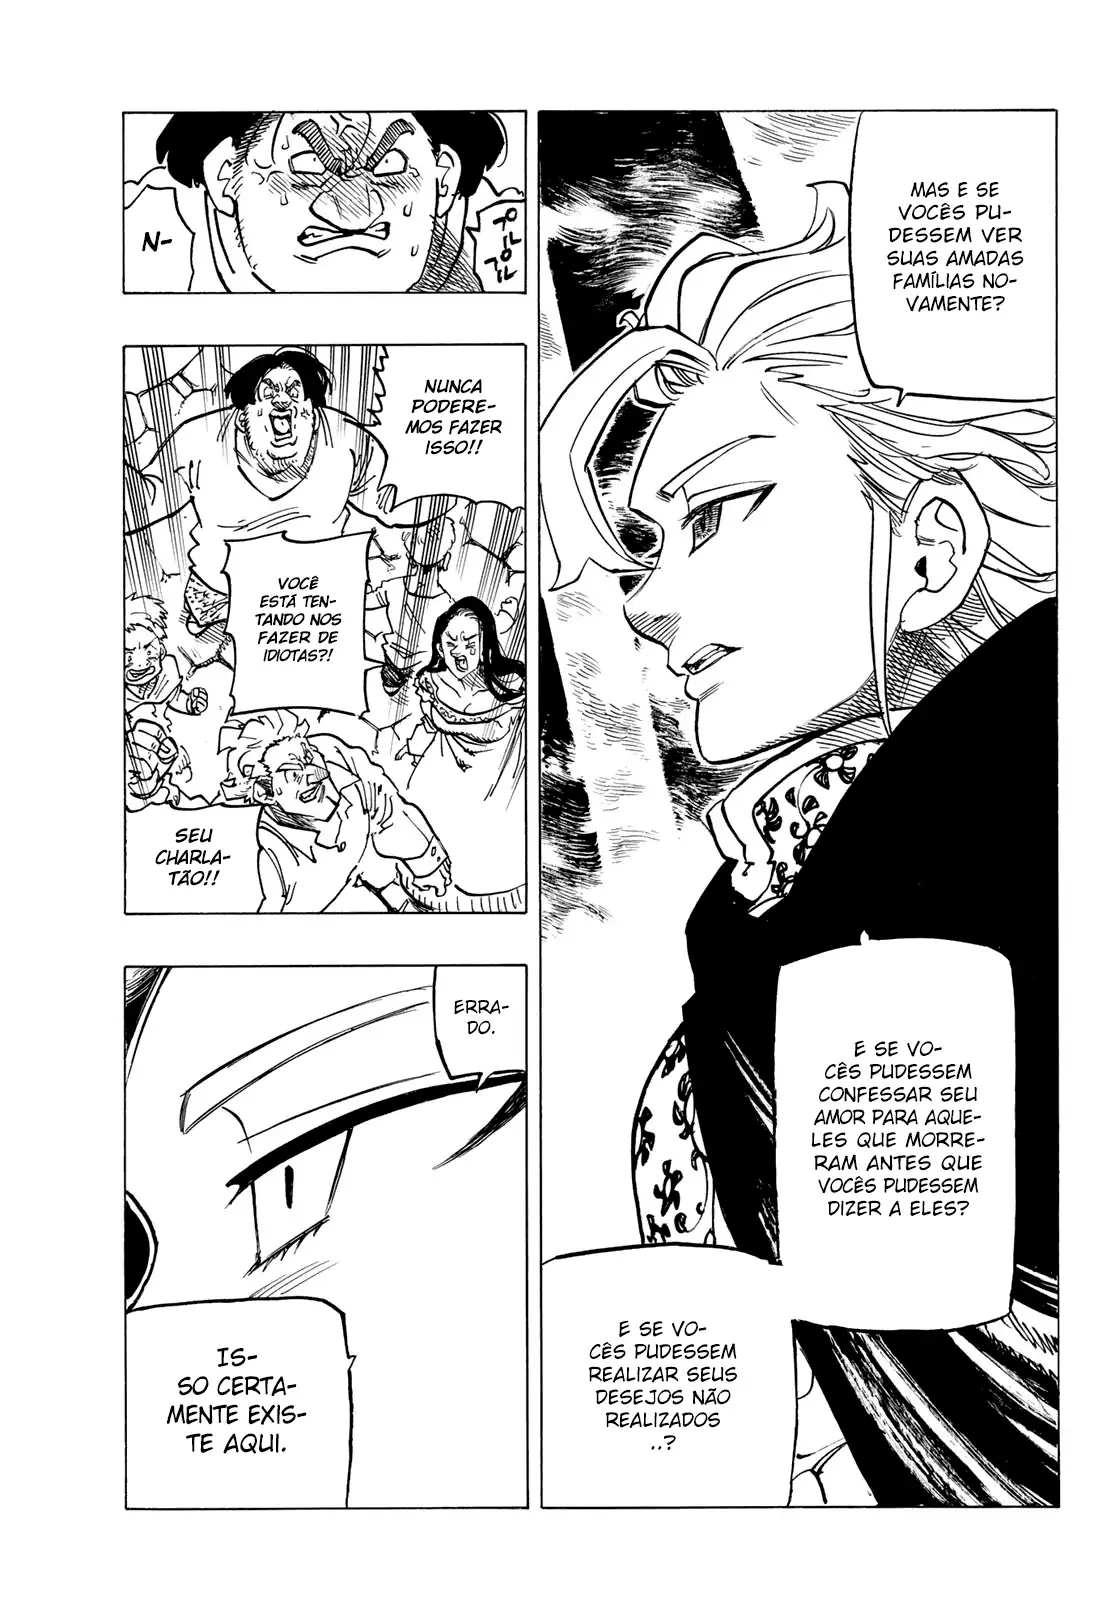 MAS E SE
VOCÊS PU-
DESSEM VER
SUAS AMADAS
FAMÍLIAS NO-
VAMENTE?
E SE VO-
CÊS PUDESSEM
CONFESSAR SEU
AMOR PARA AQUE-
LES QUE MORRE-
RAM ANTES QUE
VOCÊS PUDESSEM
DIZER A ELES?
E SE VO-
CÊS PUDESSEM
REALIZAR SEUS
DESEJOS NÃO
REALIZADOS
..?
N-
NUNCA
PODERE-
MOS FAZER
ISSO!!
VOCÊ
ESTÁ TEN-
TANDO NOS
FAZER DE
IDIOTAS?!
SEU
CHARLA-
TÃO!!
ERRA-
DO.
IS-
SO CERTA-
MENTE EXIS-
TE AQUI.